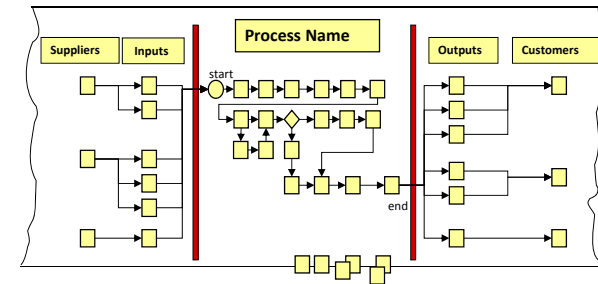 Process Name
Suppliers
Inputs
Outputs
Customers
start
end